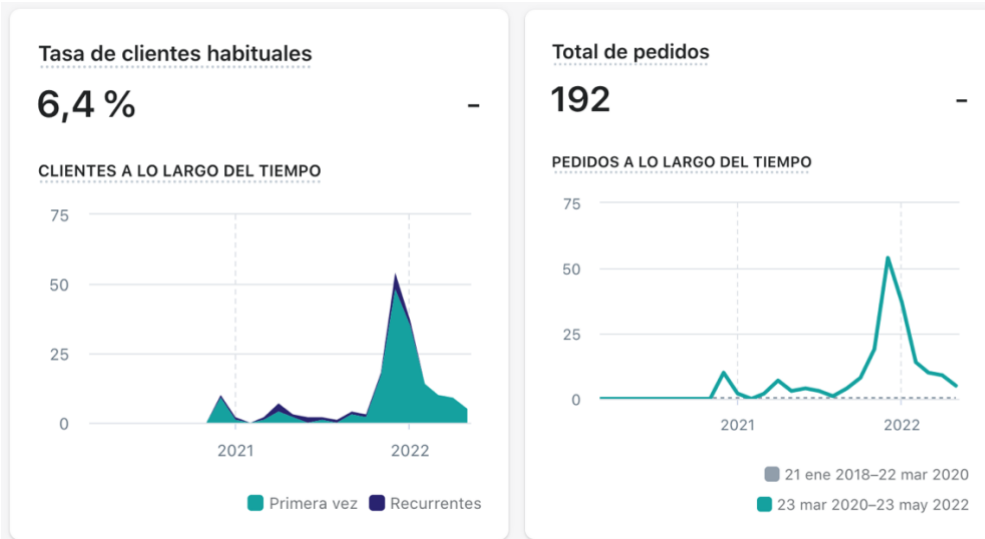 Tasa de clientes habituales
6,4 %
-
CLIENTES A LO LARGO DEL TIEMPO
75
50
25
0
2021
2022
Primera vez
Recurrentes
Total de pedidos
192
-
PEDIDOS A LO LARGO DEL TIEMPO
75
50
25
0
2021
2022
21 ene 2018–22 mar 2020
23 mar 2020–23 may 2022